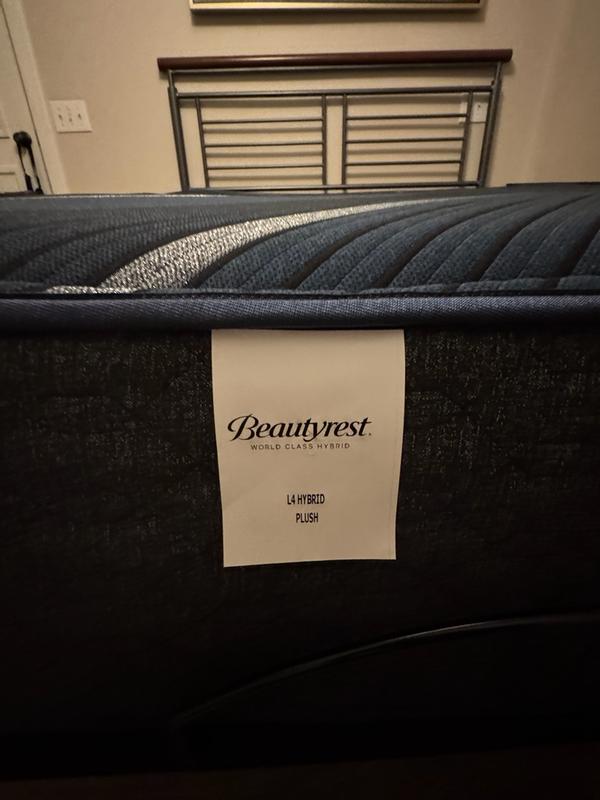 Beautyrest.
WORLD CLASS HYBRID
L4 HYBRID
PLUSH